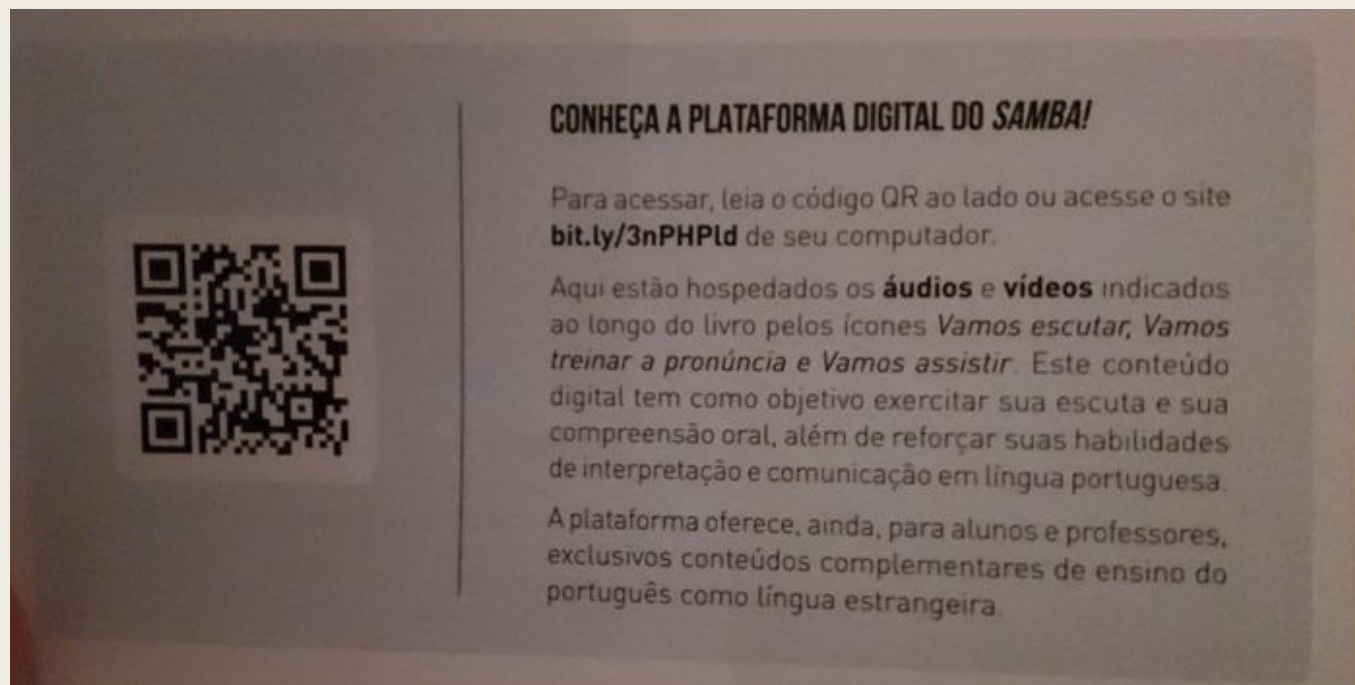 CONHEÇA A PLATAFORMA DIGITAL DO SAMBA!
Para acessar, leia o código QR ao lado ou acesse o site
bit.ly/3nPHPld de seu computador.
Aqui estão hospedados os áudios e vídeos indicados
ao longo do livro pelos ícones Vamos escutar, Vamos
treinar a pronúncia e Vamos assistir. Este conteúdo
digital tem como objetivo exercitar sua escuta e sua
compreensão oral, além de reforçar suas habilidades
de interpretação e comunicação em língua portuguesa.
A plataforma oferece, ainda, para alunos e professores,
exclusivos conteúdos complementares de ensino do
português como língua estrangeira.